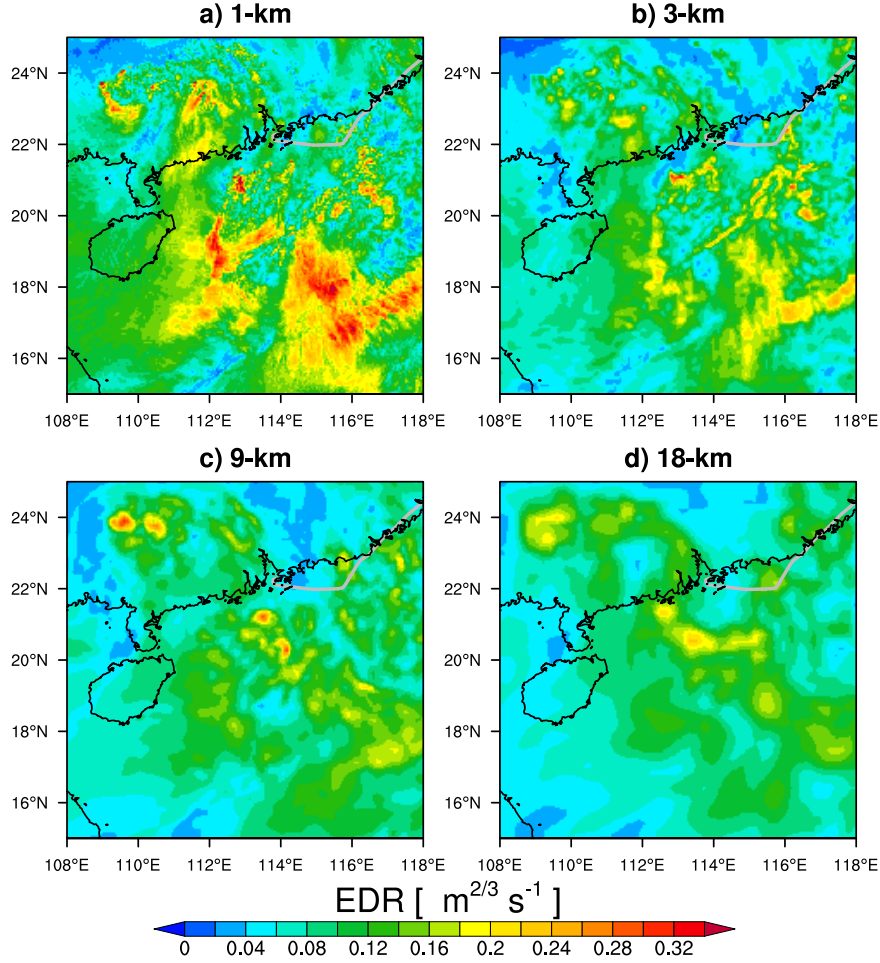 a) 1-km
b) 3-km
24°N
22°N
20°N
18°N
16°N
108°E 110°E 112°E 114°E 116°E 118°E
24°N
22°N
20°N
18°N
16°N
108°E 110°E 112°E 114°E 116°E 118°E
c) 9-km
d) 18-km
24°N
22°N
20°N
18°N
16°N
108°E 110°E 112°E 114°E 116°E 118°E
24°N
22°N
20°N
18°N
16°N
108°E 110°E 112°E 114°E 116°E 118°E
EDR [ m^{2/3} s^{-1}
0 0.04 0.08 0.12 0.16 0.2 0.24 0.28 0.32